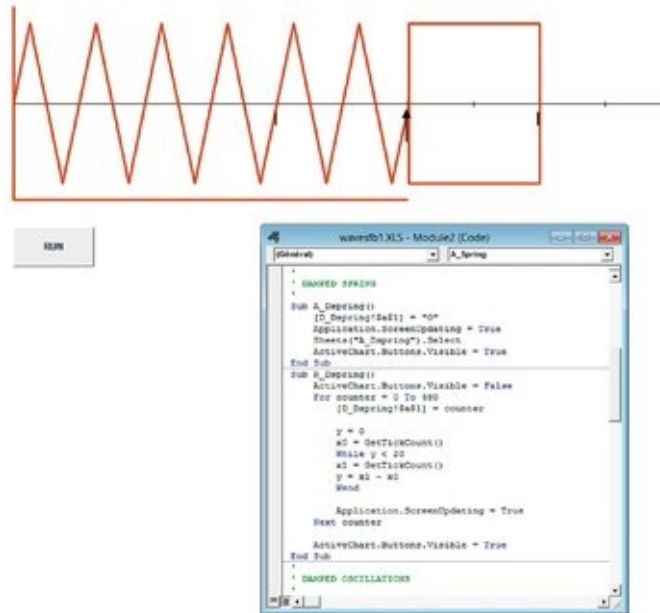 RUN
wavesfb1.XLS - Module2 (Code)
(Général)
A_Spring
'
' DAMPED SPRING
'
Sub A_Dspring()
[D_Dspring!$a$1] = "0"
Application.ScreenUpdating = True
Sheets("A_Dspring").Select
ActiveChart.Buttons.Visible = True
End Sub
Sub R_Dspring()
ActiveChart.Buttons.Visible = False
For counter = 0 To 480
[D_Dspring!$a$1] = counter
y = 0
x0 = GetTickCount()
While y < 20
x1 = GetTickCount()
y = x1 - x0
Wend
Application.ScreenUpdating = True
Next counter
ActiveChart.Buttons.Visible = True
End Sub
'
' DAMPED OSCILLATIONS